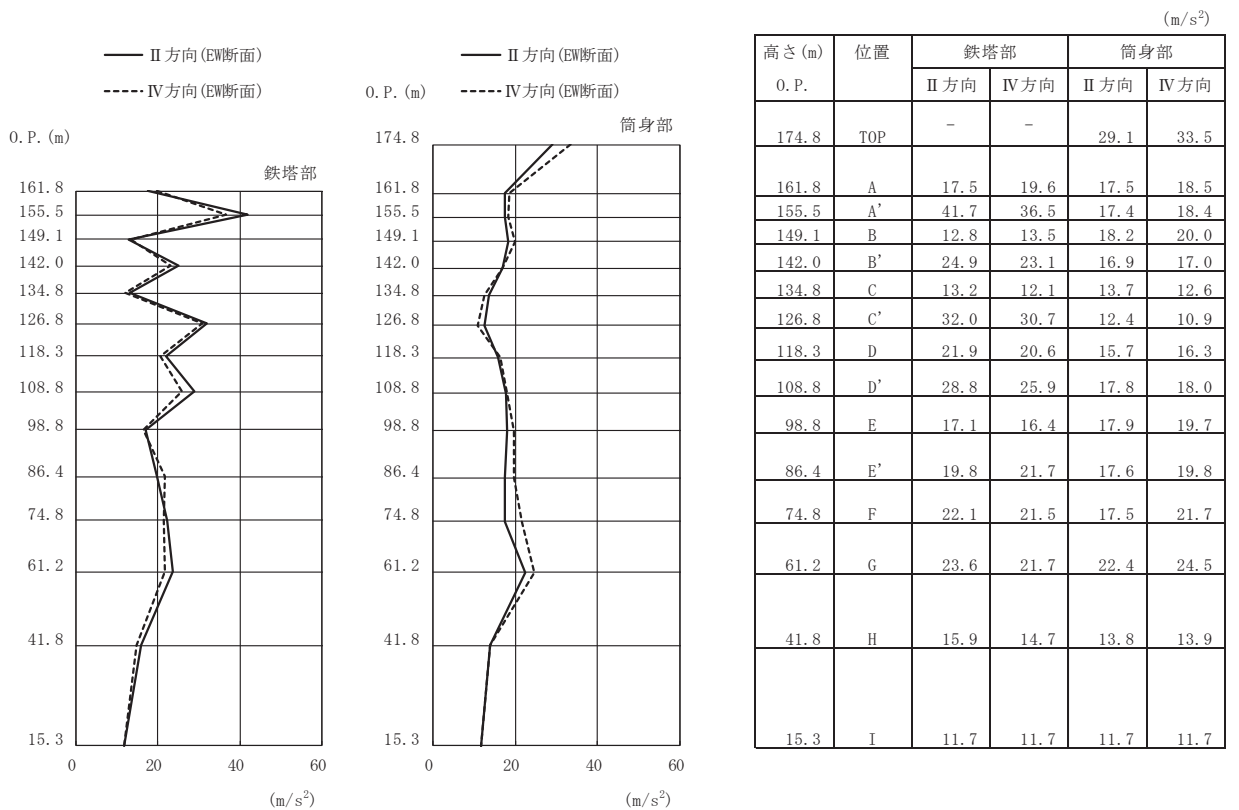 ── Ⅱ方向(EW断面)
----- Ⅳ方向(EW断面)
O.P.(m)
鉄塔部
161.8
155.5
149.1
142.0
134.8
126.8
118.3
108.8
98.8
86.4
74.8
61.2
41.8
15.3
0 20 40 60
(m/s²)
── Ⅱ方向(EW断面)
----- Ⅳ方向(EW断面)
O.P.(m)
筒身部
174.8
161.8
155.5
149.1
142.0
134.8
126.8
118.3
108.8
98.8
86.4
74.8
61.2
41.8
15.3
0 20 40 60
(m/s²)
(m/s²)
高さ(m) 位置 鉄塔部 筒身部
O.P. Ⅱ方向 Ⅳ方向 Ⅱ方向 Ⅳ方向
174.8 TOP － － 29.1 33.5
161.8 A 17.5 19.6 17.5 18.5
155.5 A' 41.7 36.5 17.4 18.4
149.1 B 12.8 13.5 18.2 20.0
142.0 B' 24.9 23.1 16.9 17.0
134.8 C 13.2 12.1 13.7 12.6
126.8 C' 32.0 30.7 12.4 10.9
118.3 D 21.9 20.6 15.7 16.3
108.8 D' 28.8 25.9 17.8 18.0
98.8 E 17.1 16.4 17.9 19.7
86.4 E' 19.8 21.7 17.6 19.8
74.8 F 22.1 21.5 17.5 21.7
61.2 G 23.6 21.7 22.4 24.5
41.8 H 15.9 14.7 13.8 13.9
15.3 I 11.7 11.7 11.7 11.7